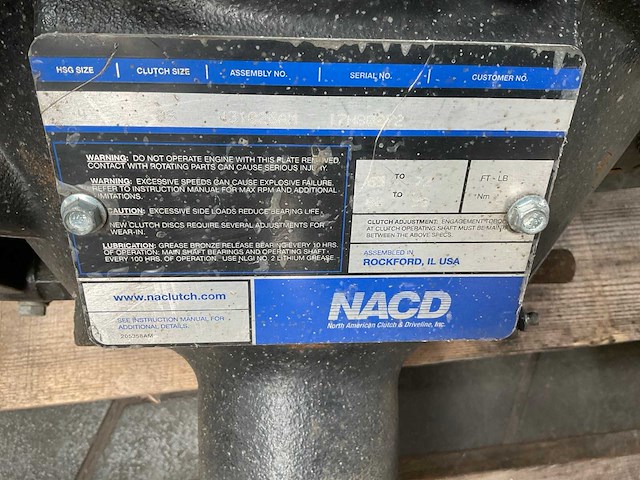 HSG SIZE CLUTCH SIZE ASSEMBLY NO. SERIAL NO. CUSTOMER NO.
WARNING: DO NOT OPERATE ENGINE WITH THIS PLATE REMOVED.
CONTACT WITH ROTATING PARTS CAN CAUSE SERIOUS INJURY.
WARNING: EXCESSIVE SPEEDS CAN CAUSE EXPLOSIVE FAILURE.
REFER TO INSTRUCTION MANUAL FOR MAX RPM AND ADDITIONAL
LIMITATIONS.
CAUTION: EXCESSIVE SIDE LOADS REDUCE BEARING LIFE.
NEW CLUTCH DISCS REQUIRE SEVERAL ADJUSTMENTS FOR
WEAR-IN.
LUBRICATION: GREASE BRONZE RELEASE BEARING EVERY 10 HRS.
OF OPERATION: MAIN SHAFT BEARINGS AND OPERATING SHAFT -
EVERY 100 HRS. OF OPERATION. USE NLGI NO. 2 LITHIUM GREASE.
TO FT - LB
TO Nm
CLUTCH ADJUSTMENT: ENGAGEMENT TORQUE
AT CLUTCH OPERATING SHAFT MUST BE
BETWEEN THE ABOVE SPECS.
ASSEMBLED IN
ROCKFORD, IL USA
www.naclutch.com
SEE INSTRUCTION MANUAL FOR
ADDITIONAL DETAILS.
NACD
North American Clutch & Driveline, Inc.